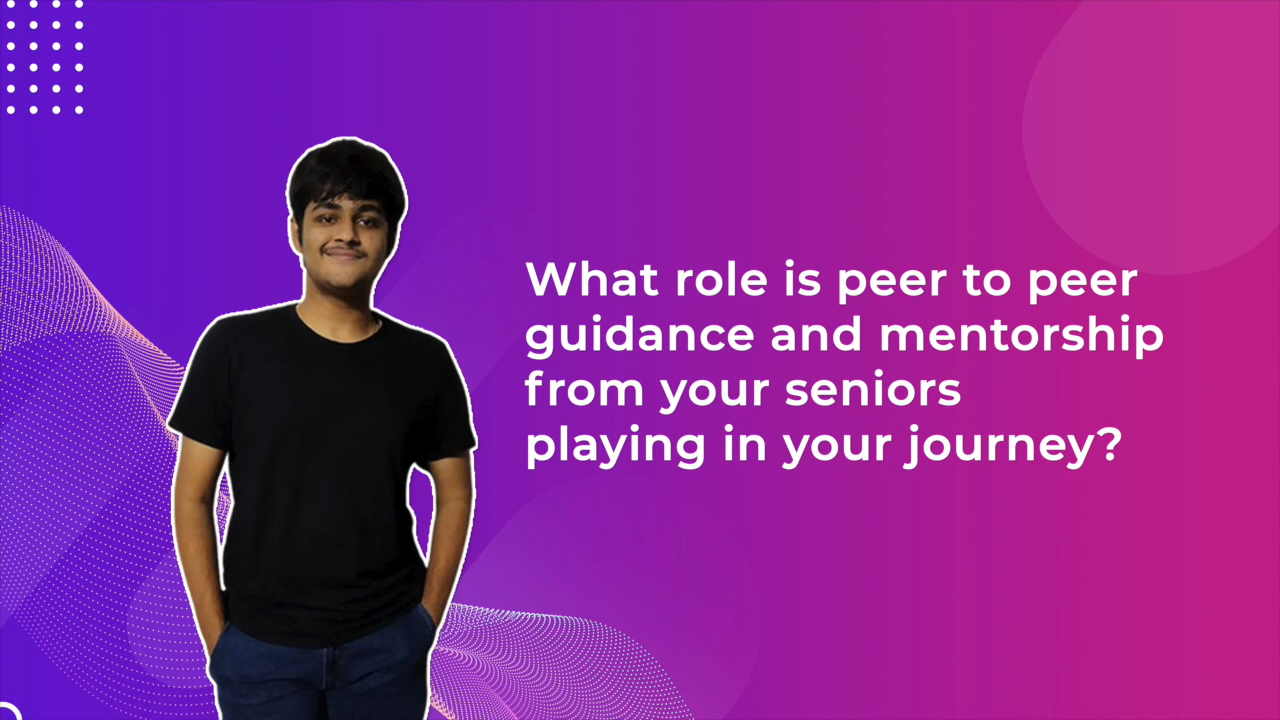 What role is peer to peer
guidance and mentorship
from your seniors
playing in your journey?